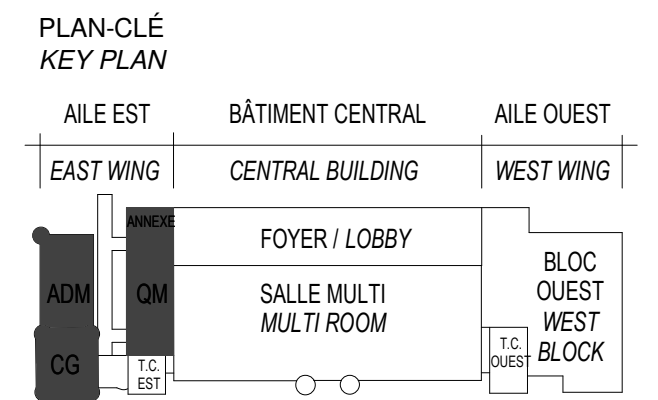 PLAN-CLÉ
KEY PLAN
AILE EST
BÂTIMENT CENTRAL
AILE OUEST
EAST WING
CENTRAL BUILDING
WEST WING
ANNEXE
FOYER / LOBBY
ADM
QM
SALLE MULTI
MULTI ROOM
BLOC
OUEST
WEST
BLOCK
CG
T.C.
EST
T.C.
OUEST